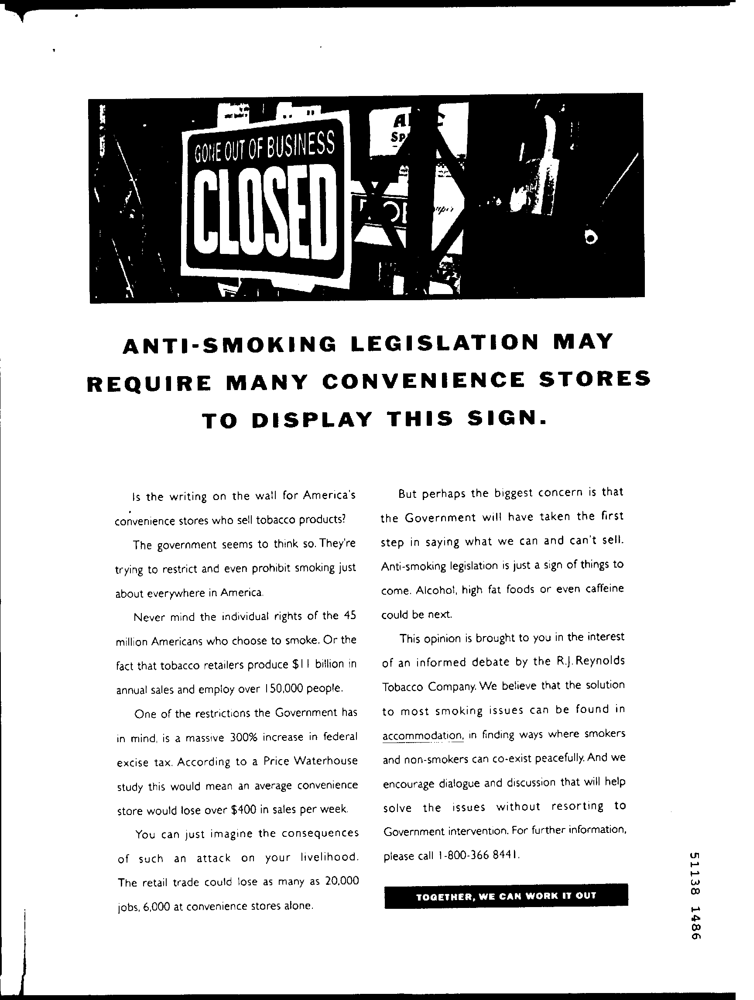 GONE OUT OF BUSINESS
CLOSED
ANTI-SMOKING LEGISLATION MAY
REQUIRE MANY CONVENIENCE STORES
TO DISPLAY THIS SIGN.
Is the writing on the wall for America's
convenience stores who sell tobacco products?
The government seems to think so. They're
trying to restrict and even prohibit smoking just
about everywhere in America.
Never mind the individual rights of the 45
million Americans who choose to smoke. Or the
fact that tobacco retailers produce $11 billion in
annual sales and employ over 150,000 people.
One of the restrictions the Government has
in mind, is a massive 300% increase in federal
excise tax. According to a Price Waterhouse
study this would mean an average convenience
store would lose over $400 in sales per week.
You can just imagine the consequences
of such an attack on your livelihood.
The retail trade could lose as many as 20,000
jobs, 6,000 at convenience stores alone.
But perhaps the biggest concern is that
the Government will have taken the first
step in saying what we can and can't sell.
Anti-smoking legislation is just a sign of things to
come. Alcohol, high fat foods or even caffeine
could be next.
This opinion is brought to you in the interest
of an informed debate by the R.J. Reynolds
Tobacco Company. We believe that the solution
to most smoking issues can be found in
accommodation, in finding ways where smokers
and non-smokers can co-exist peacefully. And we
encourage dialogue and discussion that will help
solve the issues without resorting to
Government intervention. For further information,
please call 1-800-366 8441.
TOGETHER, WE CAN WORK IT OUT
51138 1486